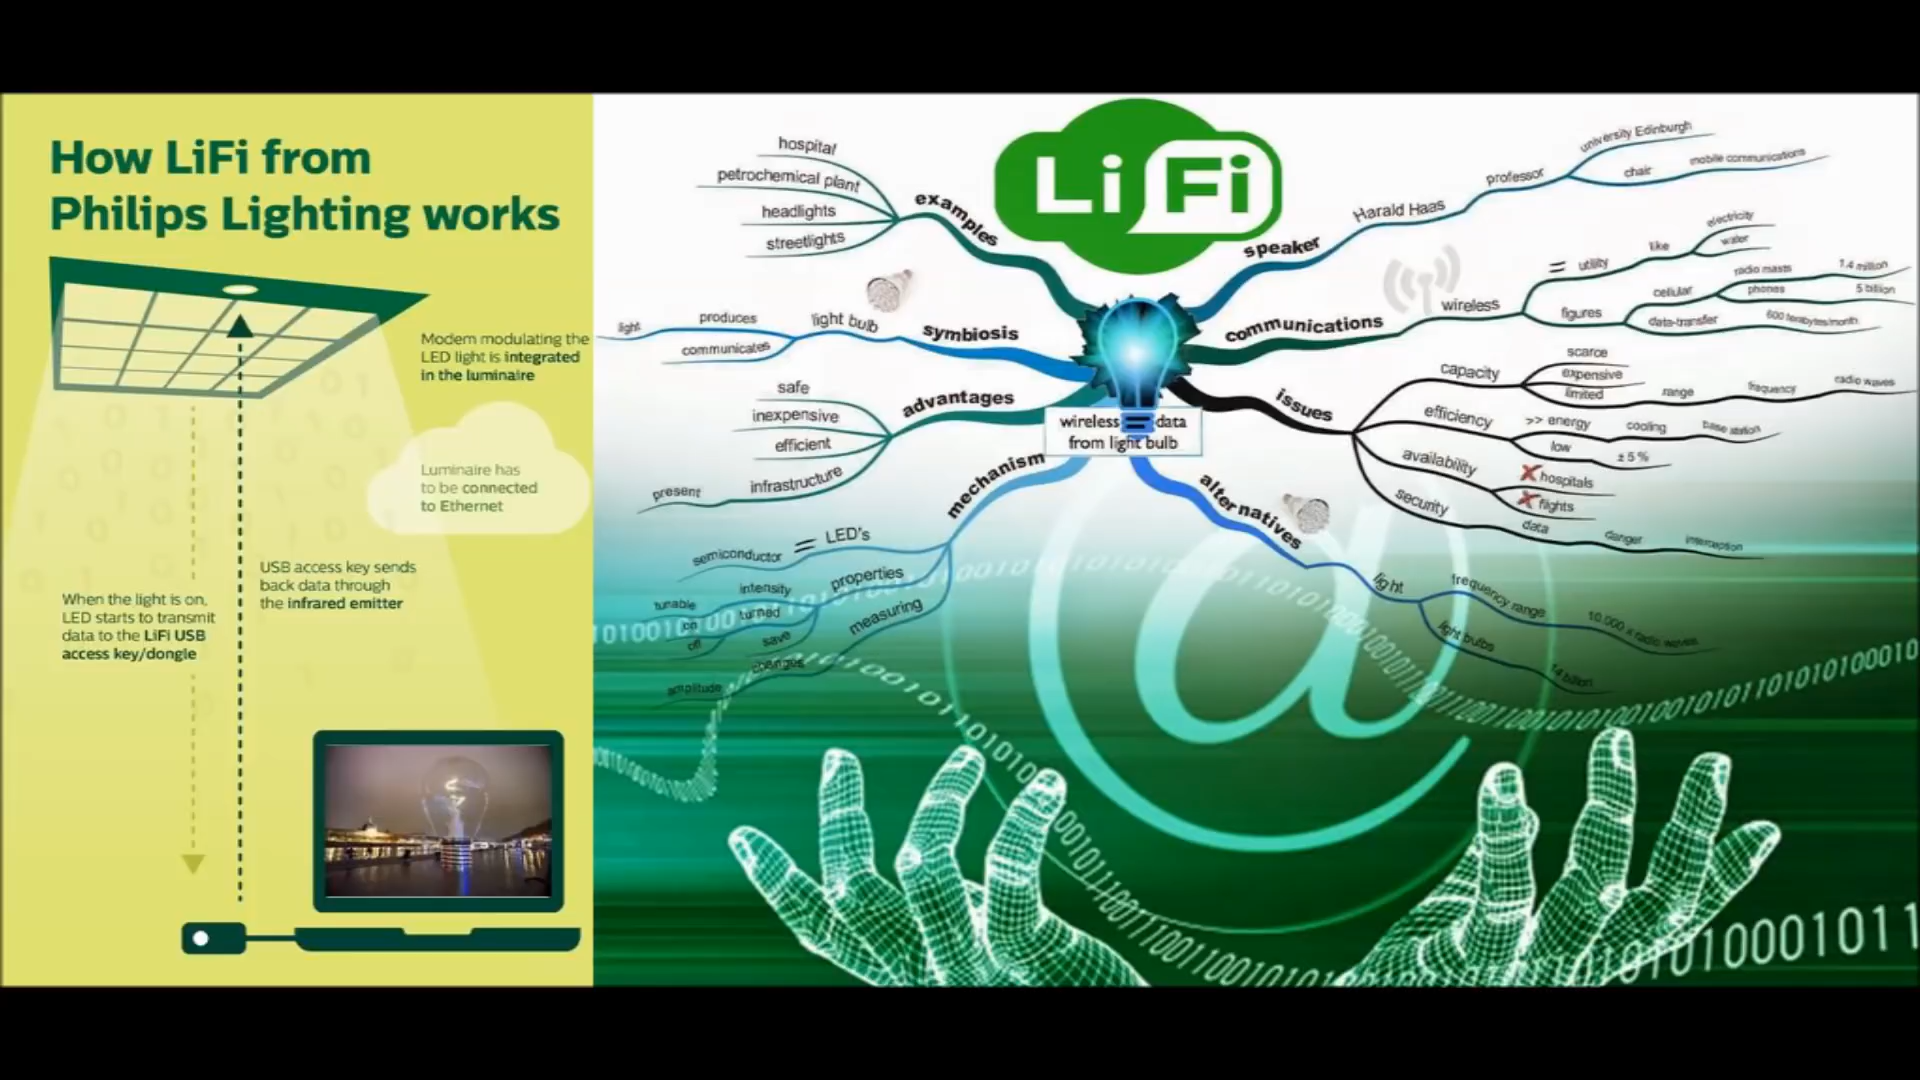 How LiFi from
Philips Lighting works
Modem modulating the
LED light is integrated
in the luminaire
Luminaire has
to be connected
to Ethernet
USB access key sends
back data through
the infrared emitter
When the light is on,
LED starts to transmit
data to the LiFi USB
access key/dongle
LiFi
wireless data
from light bulb
examples
hospital
petrochemical plant
headlights
streetlights
symbiosis
light bulb
produces
light
communicates
advantages
safe
inexpensive
efficient
infrastructure
present
mechanism
= LED's
semiconductor
properties
intensity
tunable
turned
on
off
measuring
save
changes
amplitude
speaker
Harald Haas
professor
university Edinburgh
chair
mobile communications
communications
wireless
= utility
like
electricity
water
figures
cellular
radio masts
1.4 million
phones
5 billion
data-transfer
600 terabytes/month
issues
capacity
scarce
expensive
limited
range
frequency
radio waves
efficiency
>> energy
cooling
base station
low
± 5 %
availability
hospitals
flights
security
data
danger
interception
alternatives
light
frequency range
10.000 x radio waves
light bulbs
14 billion
@